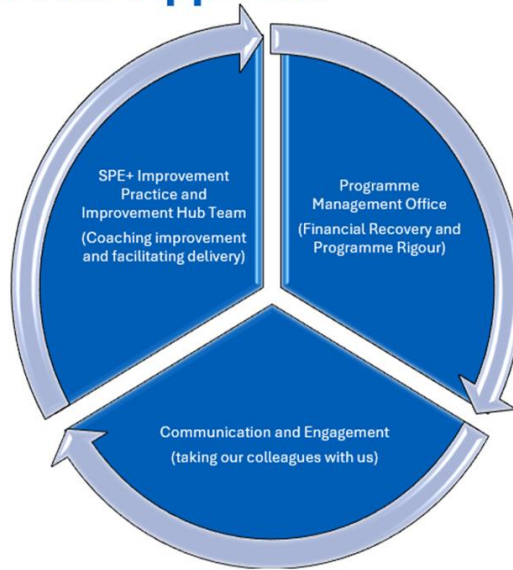 SPE+ Improvement
Practice and
Improvement Hub Team
(Coaching improvement
and facilitating delivery)
Programme
Management Office
(Financial Recovery and
Programme Rigour)
Communication and Engagement
(taking our colleagues with us)